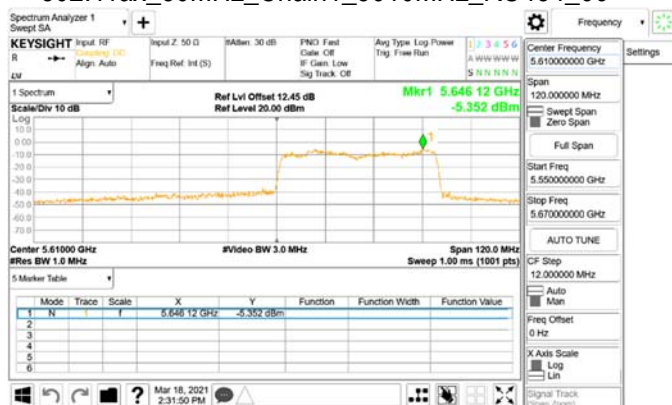 Spectrum Analyzer 1
Swept SA
Frequency
KEYSIGHT
Input: RF
Coupling: DC
Align: Auto
Input Z: 50 Ω
Freq Ref: Int (S)
#Atten: 30 dB
PNO: Fast
Gate: Off
IF Gain: Low
Sig Track: Off
Avg Type: Log-Power
Trig: Free Run
1 2 3 4 5 6
A W W W W W
S N N N N N
Center Frequency
5.610000000 GHz
Settings
1 Spectrum
Scale/Div 10 dB
Ref Lvl Offset 12.45 dB
Ref Level 20.00 dBm
Mkr1 5.646 12 GHz
-5.352 dBm
Log
10.0
0.00
-10.0
-20.0
-30.0
-40.0
-50.0
-60.0
-70.0
1
Span
120.000000 MHz
Swept Span
Zero Span
Full Span
Start Freq
5.550000000 GHz
Stop Freq
5.670000000 GHz
AUTO TUNE
Center 5.61000 GHz
#Res BW 1.0 MHz
#Video BW 3.0 MHz
Span 120.0 MHz
Sweep 1.00 ms (1001 pts)
CF Step
12.000000 MHz
Auto
Man
5 Marker Table
Mode Trace Scale X Y Function Function Width Function Value
1 N 1 f 5.646 12 GHz -5.352 dBm
2
3
4
5
6
Freq Offset
0 Hz
X Axis Scale
Log
Lin
Mar 18, 2021
2:31:50 PM
Signal Track